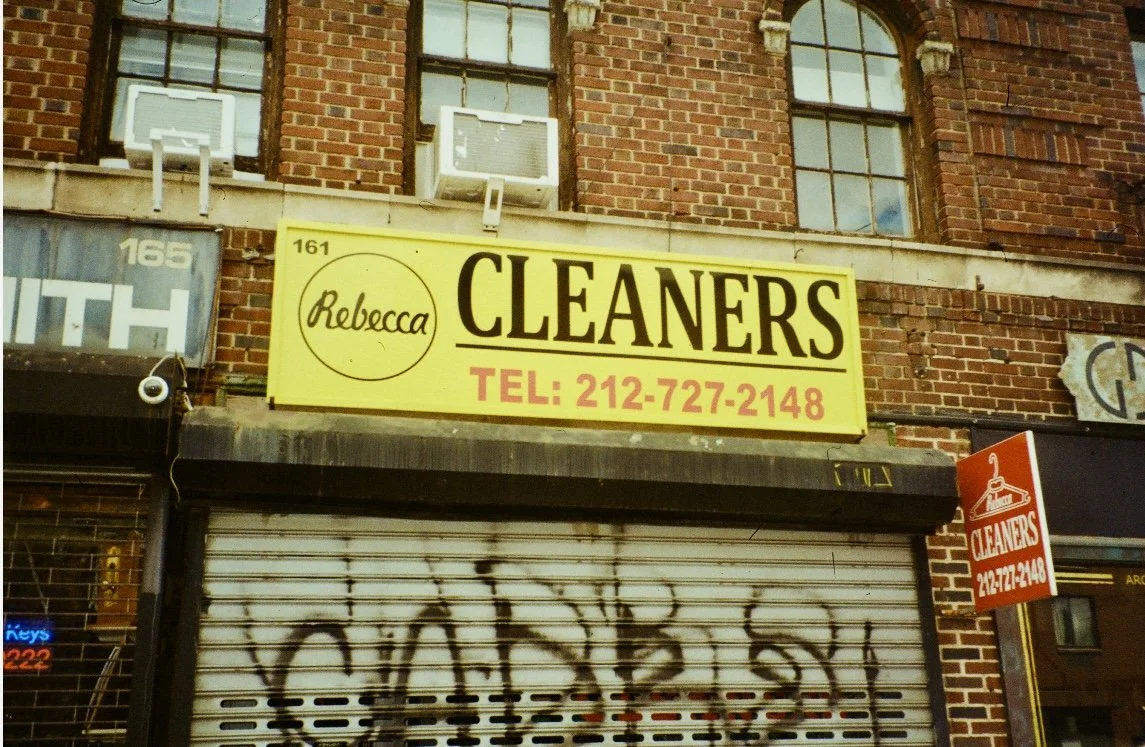 165
ITH
161
Rebecca
CLEANERS
TEL: 212-727-2148
Rebecca
CLEANERS
212-727-2148
Keys
222